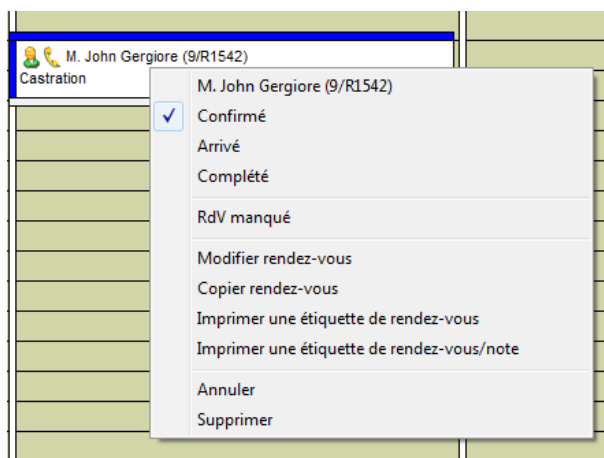 M. John Gergiore (9/R1542)
Castration
M. John Gergiore (9/R1542)
Confirmé
Arrivé
Complété
RdV manqué
Modifier rendez-vous
Copier rendez-vous
Imprimer une étiquette de rendez-vous
Imprimer une étiquette de rendez-vous/note
Annuler
Supprimer